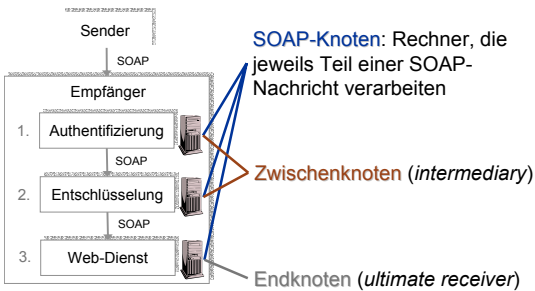 Sender
SOAP
Empfänger
1. Authentifizierung
SOAP
2. Entschlüsselung
SOAP
3. Web-Dienst
SOAP-Knoten: Rechner, die
jeweils Teil einer SOAP-
Nachricht verarbeiten
Zwischenknoten (intermediary)
Endknoten (ultimate receiver)